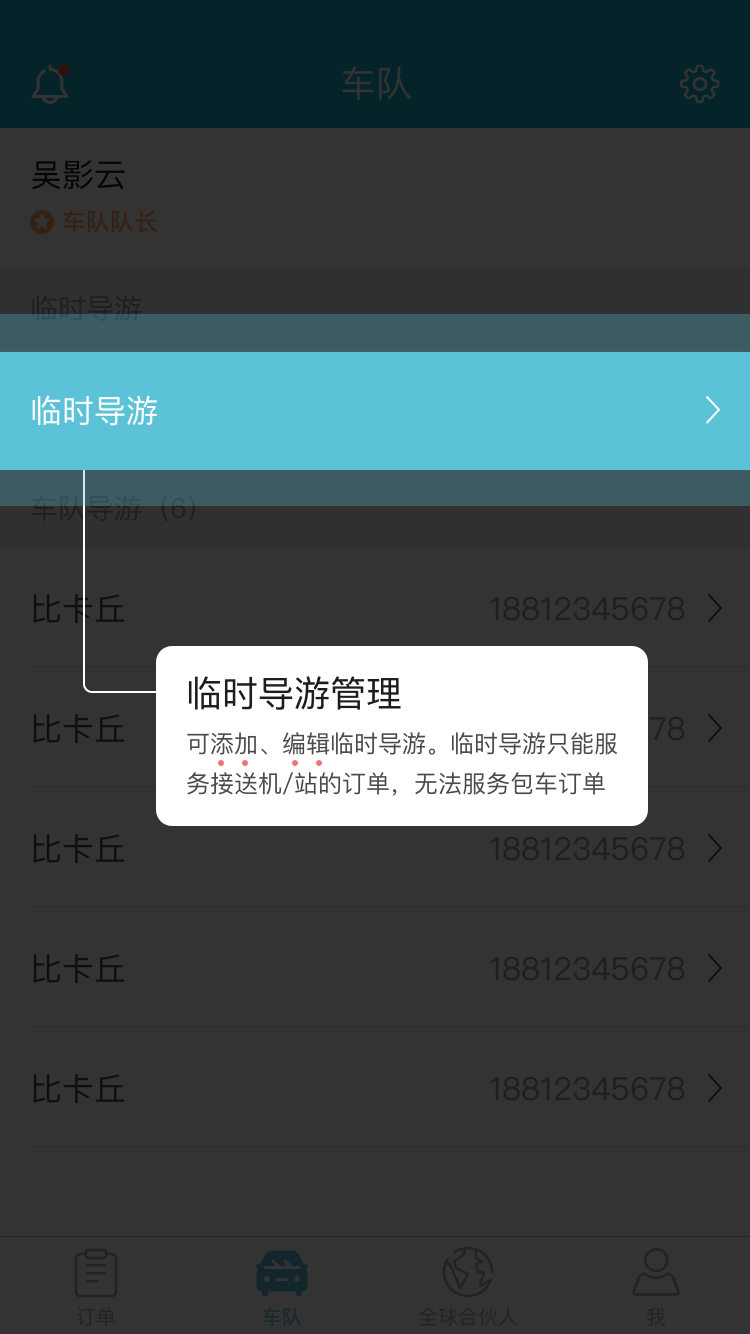 车队
吴影云
车队队长
临时导游
临时导游
车队导游（6）
比卡丘 18812345678
临时导游管理
比卡丘 78
可添加、编辑临时导游。临时导游只能服
务接送机/站的订单，无法服务包车订单
比卡丘 18812345678
比卡丘 18812345678
比卡丘 18812345678
订单 车队 全球合伙人 我